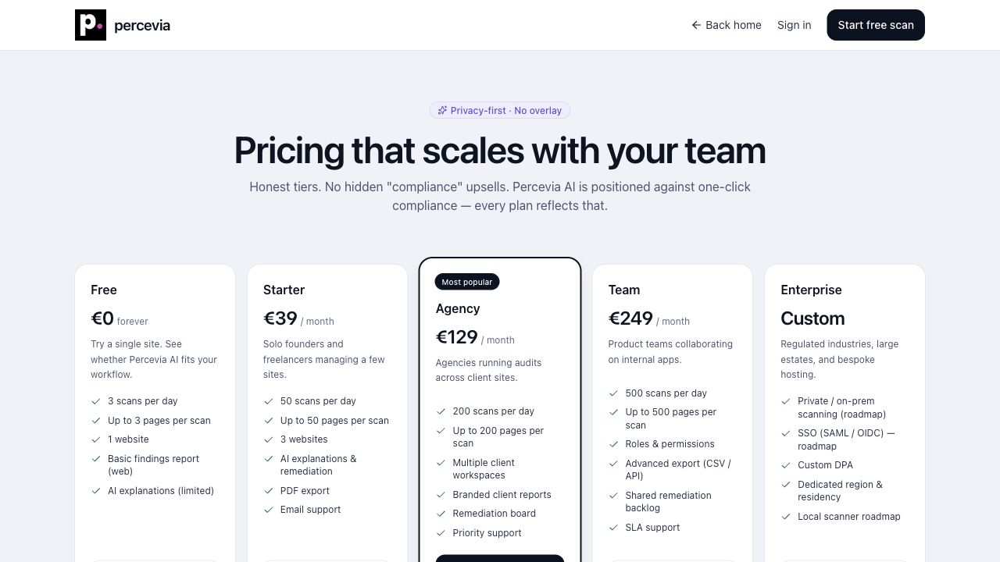 p.
percevia
← Back home
Sign in
Start free scan
Privacy-first · No overlay
Pricing that scales with your team
Honest tiers. No hidden "compliance" upsells. Percevia AI is positioned against one-click
compliance — every plan reflects that.
Free
€0 forever
Try a single site. See
whether Percevia AI fits your
workflow.
3 scans per day
Up to 3 pages per scan
1 website
Basic findings report
(web)
AI explanations (limited)
Starter
€39 / month
Solo founders and
freelancers managing a few
sites.
50 scans per day
Up to 50 pages per scan
3 websites
AI explanations &
remediation
PDF export
Email support
Most popular
Agency
€129 / month
Agencies running audits
across client sites.
200 scans per day
Up to 200 pages per
scan
Multiple client
workspaces
Branded client reports
Remediation board
Priority support
Team
€249 / month
Product teams collaborating
on internal apps.
500 scans per day
Up to 500 pages per
scan
Roles & permissions
Advanced export (CSV /
API)
Shared remediation
backlog
SLA support
Enterprise
Custom
Regulated industries, large
estates, and bespoke
hosting.
Private / on-prem
scanning (roadmap)
SSO (SAML / OIDC) —
roadmap
Custom DPA
Dedicated region &
residency
Local scanner roadmap